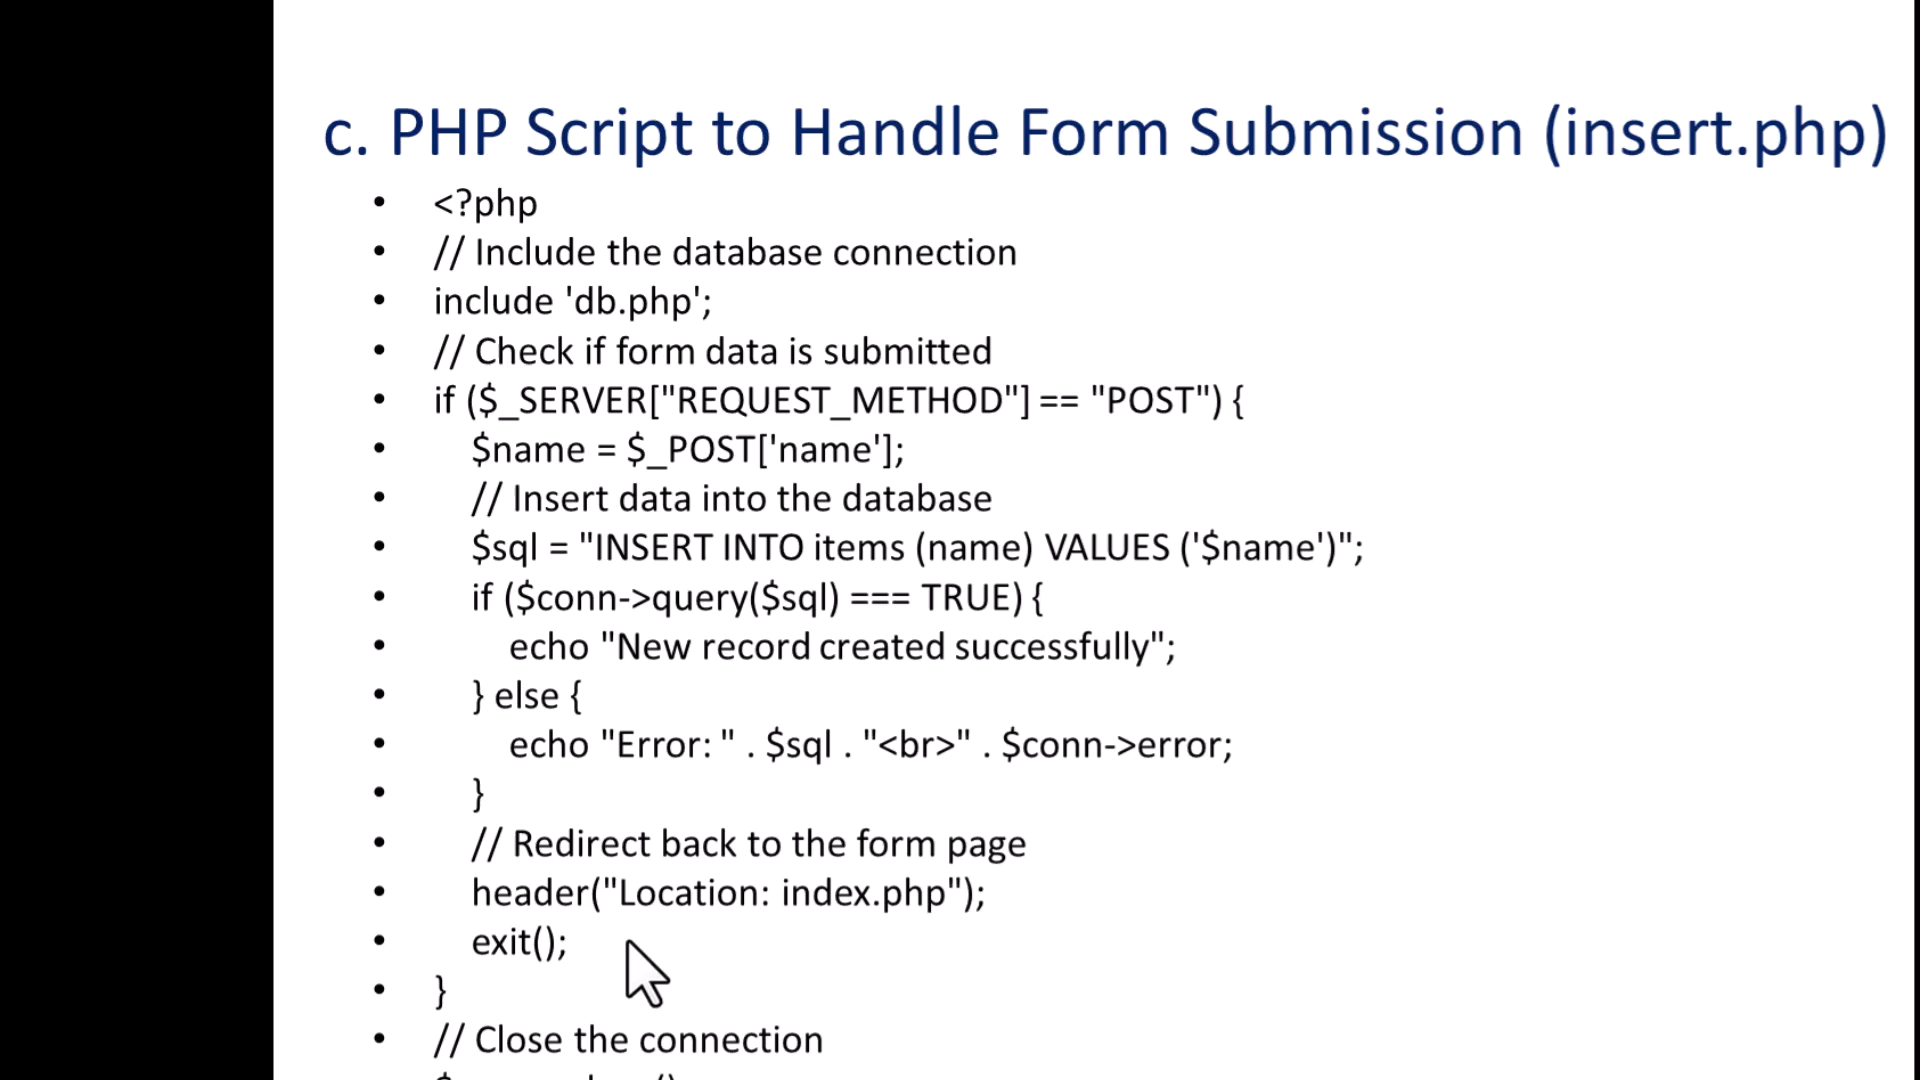 c. PHP Script to Handle Form Submission (insert.php)
• <?php
• // Include the database connection
• include 'db.php';
• // Check if form data is submitted
• if ($_SERVER["REQUEST_METHOD"] == "POST") {
• $name = $_POST['name'];
• // Insert data into the database
• $sql = "INSERT INTO items (name) VALUES ('$name')";
• if ($conn->query($sql) === TRUE) {
• echo "New record created successfully";
• } else {
• echo "Error: " . $sql . "<br>" . $conn->error;
• }
• // Redirect back to the form page
• header("Location: index.php");
• exit();
• }
• // Close the connection